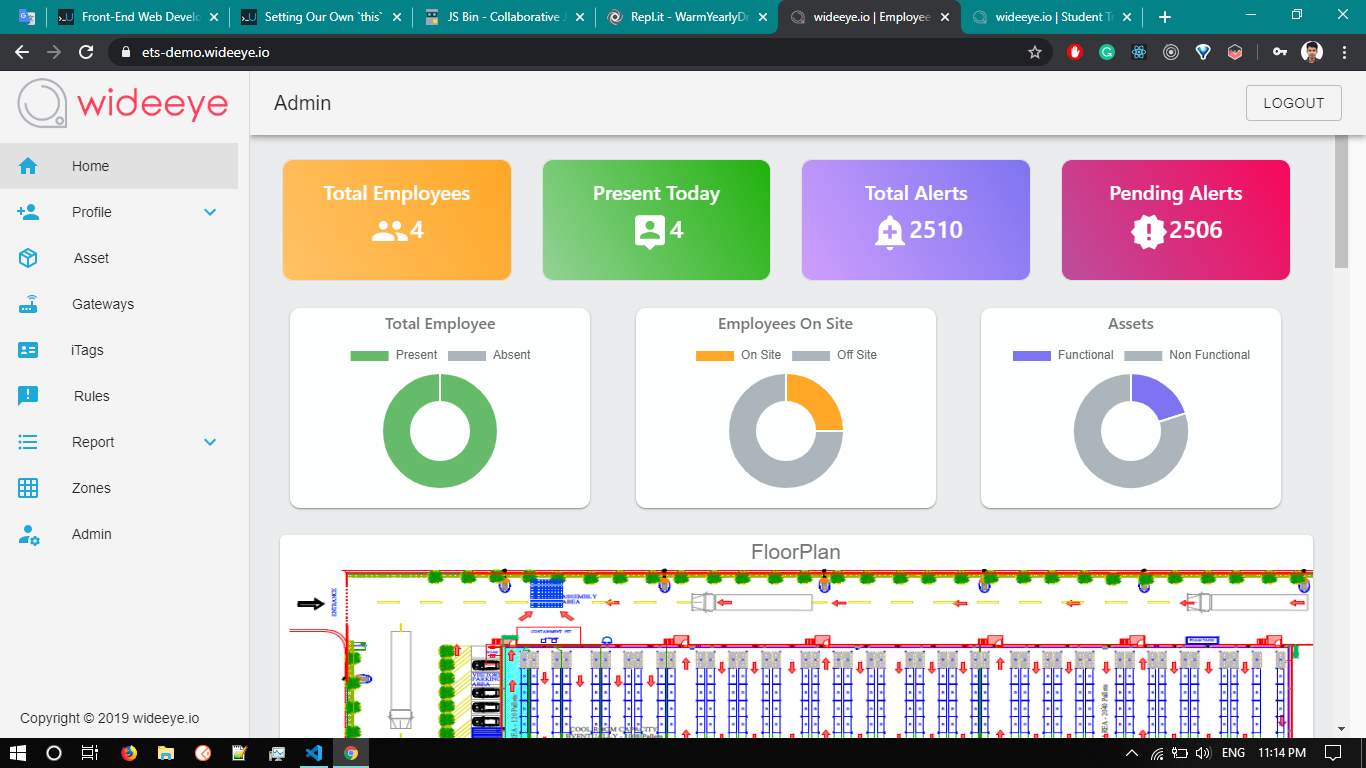 Front-End Web Develo
Setting Our Own `this`
JS Bin - Collaborative J
Repl.it - WarmYearlyDr
wideeye.io | Employee
wideeye.io | Student Tr
ets-demo.wideeye.io
wideeye
Admin
LOGOUT
Home
Profile
Asset
Gateways
iTags
Rules
Report
Zones
Admin
Copyright © 2019 wideeye.io
Total Employees
4
Present Today
4
Total Alerts
2510
Pending Alerts
2506
Total Employee
Present Absent
Employees On Site
On Site Off Site
Assets
Functional Non Functional
FloorPlan
ENTRANCE
ASSEMBLY
AREA
CONTAINMENT PIT
VISITOR
PARKING
AREA
COOL ROOM CAPACITY
ENG 11:14 PM